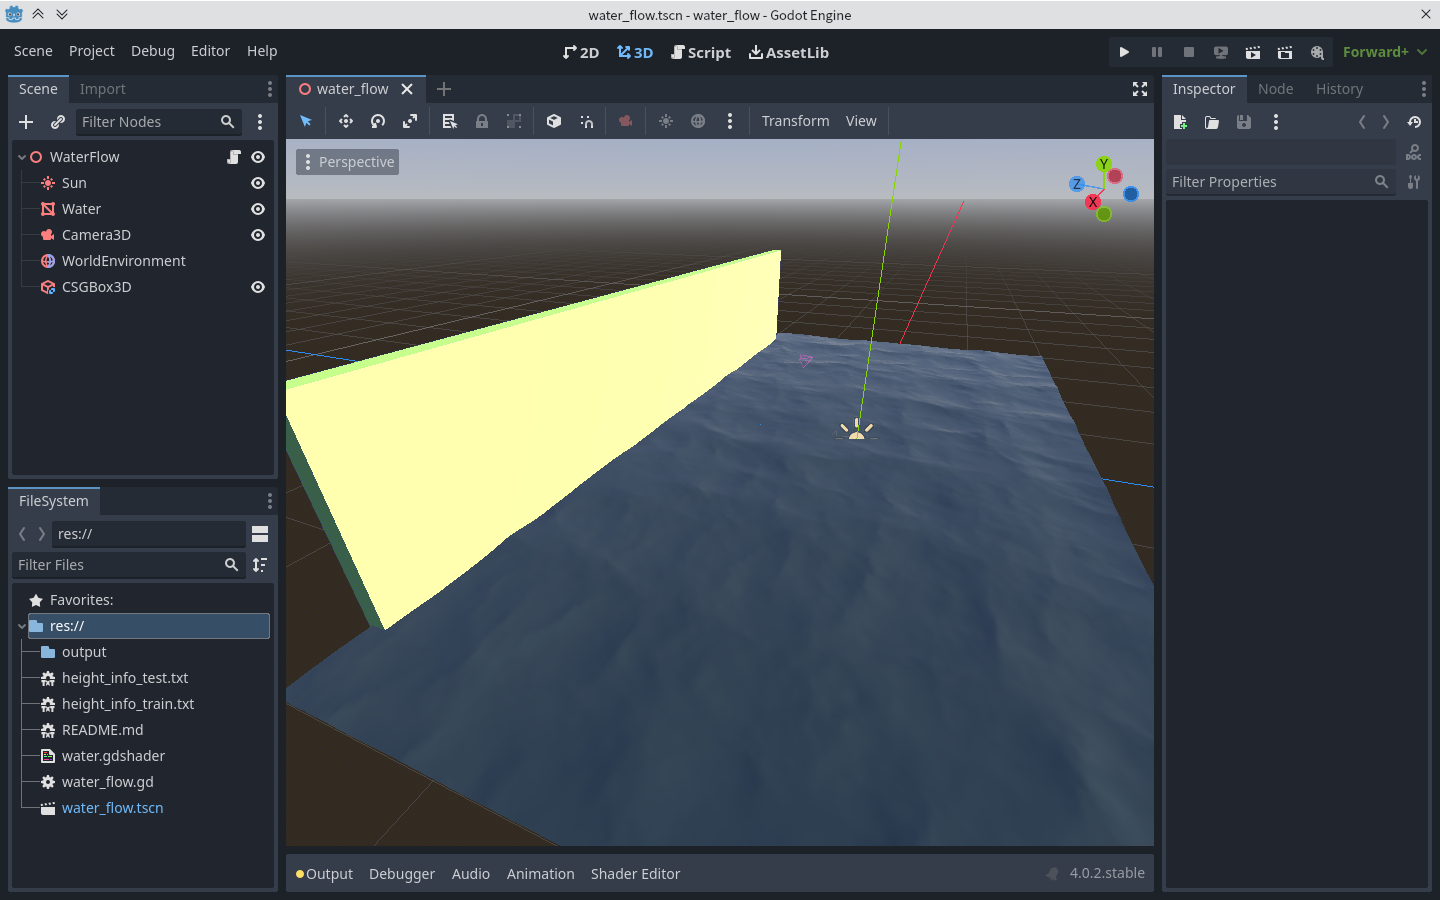 water_flow.tscn - water_flow - Godot Engine
Scene Project Debug Editor Help
2D 3D Script AssetLib
Forward+
Scene Import
Filter Nodes
WaterFlow
Sun
Water
Camera3D
WorldEnvironment
CSGBox3D
FileSystem
res://
Filter Files
Favorites:
res://
output
height_info_test.txt
height_info_train.txt
README.md
water.gdshader
water_flow.gd
water_flow.tscn
water_flow
Transform View
Perspective
Y
Z
X
Output Debugger Audio Animation Shader Editor
4.0.2.stable
Inspector Node History
DOC
Filter Properties